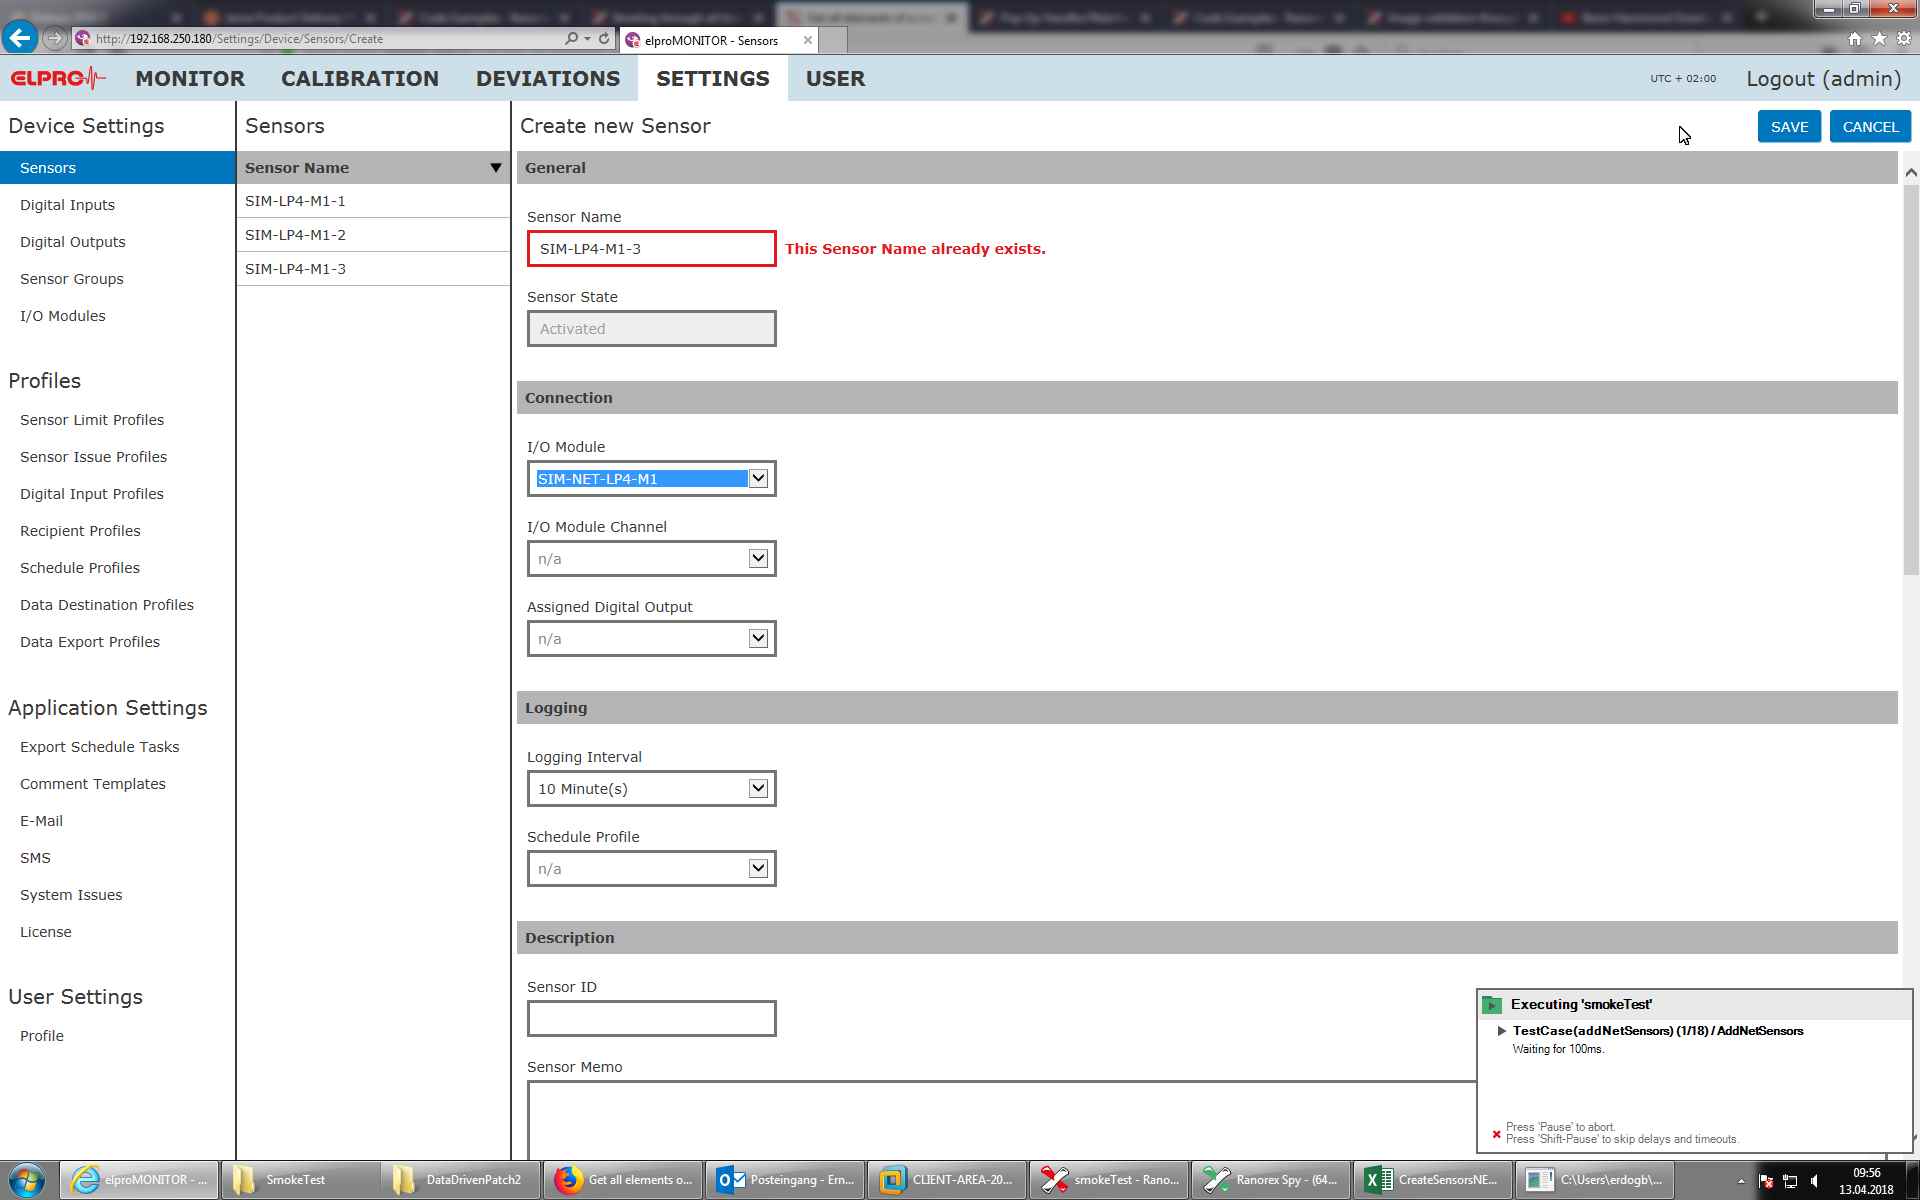 http://192.168.250.180/Settings/Device/Sensors/Create
elproMONITOR - Sensors
ELPRO
MONITOR
CALIBRATION
DEVIATIONS
SETTINGS
USER
UTC + 02:00
Logout (admin)
Device Settings
Sensors
Digital Inputs
Digital Outputs
Sensor Groups
I/O Modules
Profiles
Sensor Limit Profiles
Sensor Issue Profiles
Digital Input Profiles
Recipient Profiles
Schedule Profiles
Data Destination Profiles
Data Export Profiles
Application Settings
Export Schedule Tasks
Comment Templates
E-Mail
SMS
System Issues
License
User Settings
Profile
Sensors
Sensor Name
SIM-LP4-M1-1
SIM-LP4-M1-2
SIM-LP4-M1-3
Create new Sensor
SAVE
CANCEL
General
Sensor Name
SIM-LP4-M1-3
This Sensor Name already exists.
Sensor State
Activated
Connection
I/O Module
SIM-NET-LP4-M1
I/O Module Channel
n/a
Assigned Digital Output
n/a
Logging
Logging Interval
10 Minute(s)
Schedule Profile
n/a
Description
Sensor ID
Sensor Memo
Executing 'smokeTest'
TestCase(addNetSensors) (1/18) / AddNetSensors
Waiting for 100ms.
Press 'Pause' to abort.
Press 'Shift-Pause' to skip delays and timeouts.
elproMONITOR - ...
SmokeTest
DataDrivenPatch2
Get all elements o...
Posteingang - Ern...
CLIENT-AREA-20...
smokeTest - Rano...
Ranorex Spy - (64...
CreateSensorsNE...
C:\Users\erdogb\...
09:56
13.04.2018